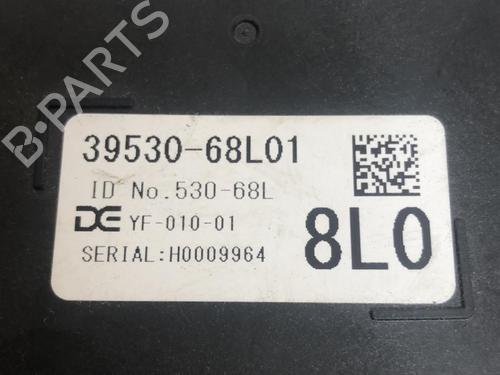 B-PARTS
39530-68L01
ID No.530-68L
DE YF-010-01
SERIAL:H0009964
8L0